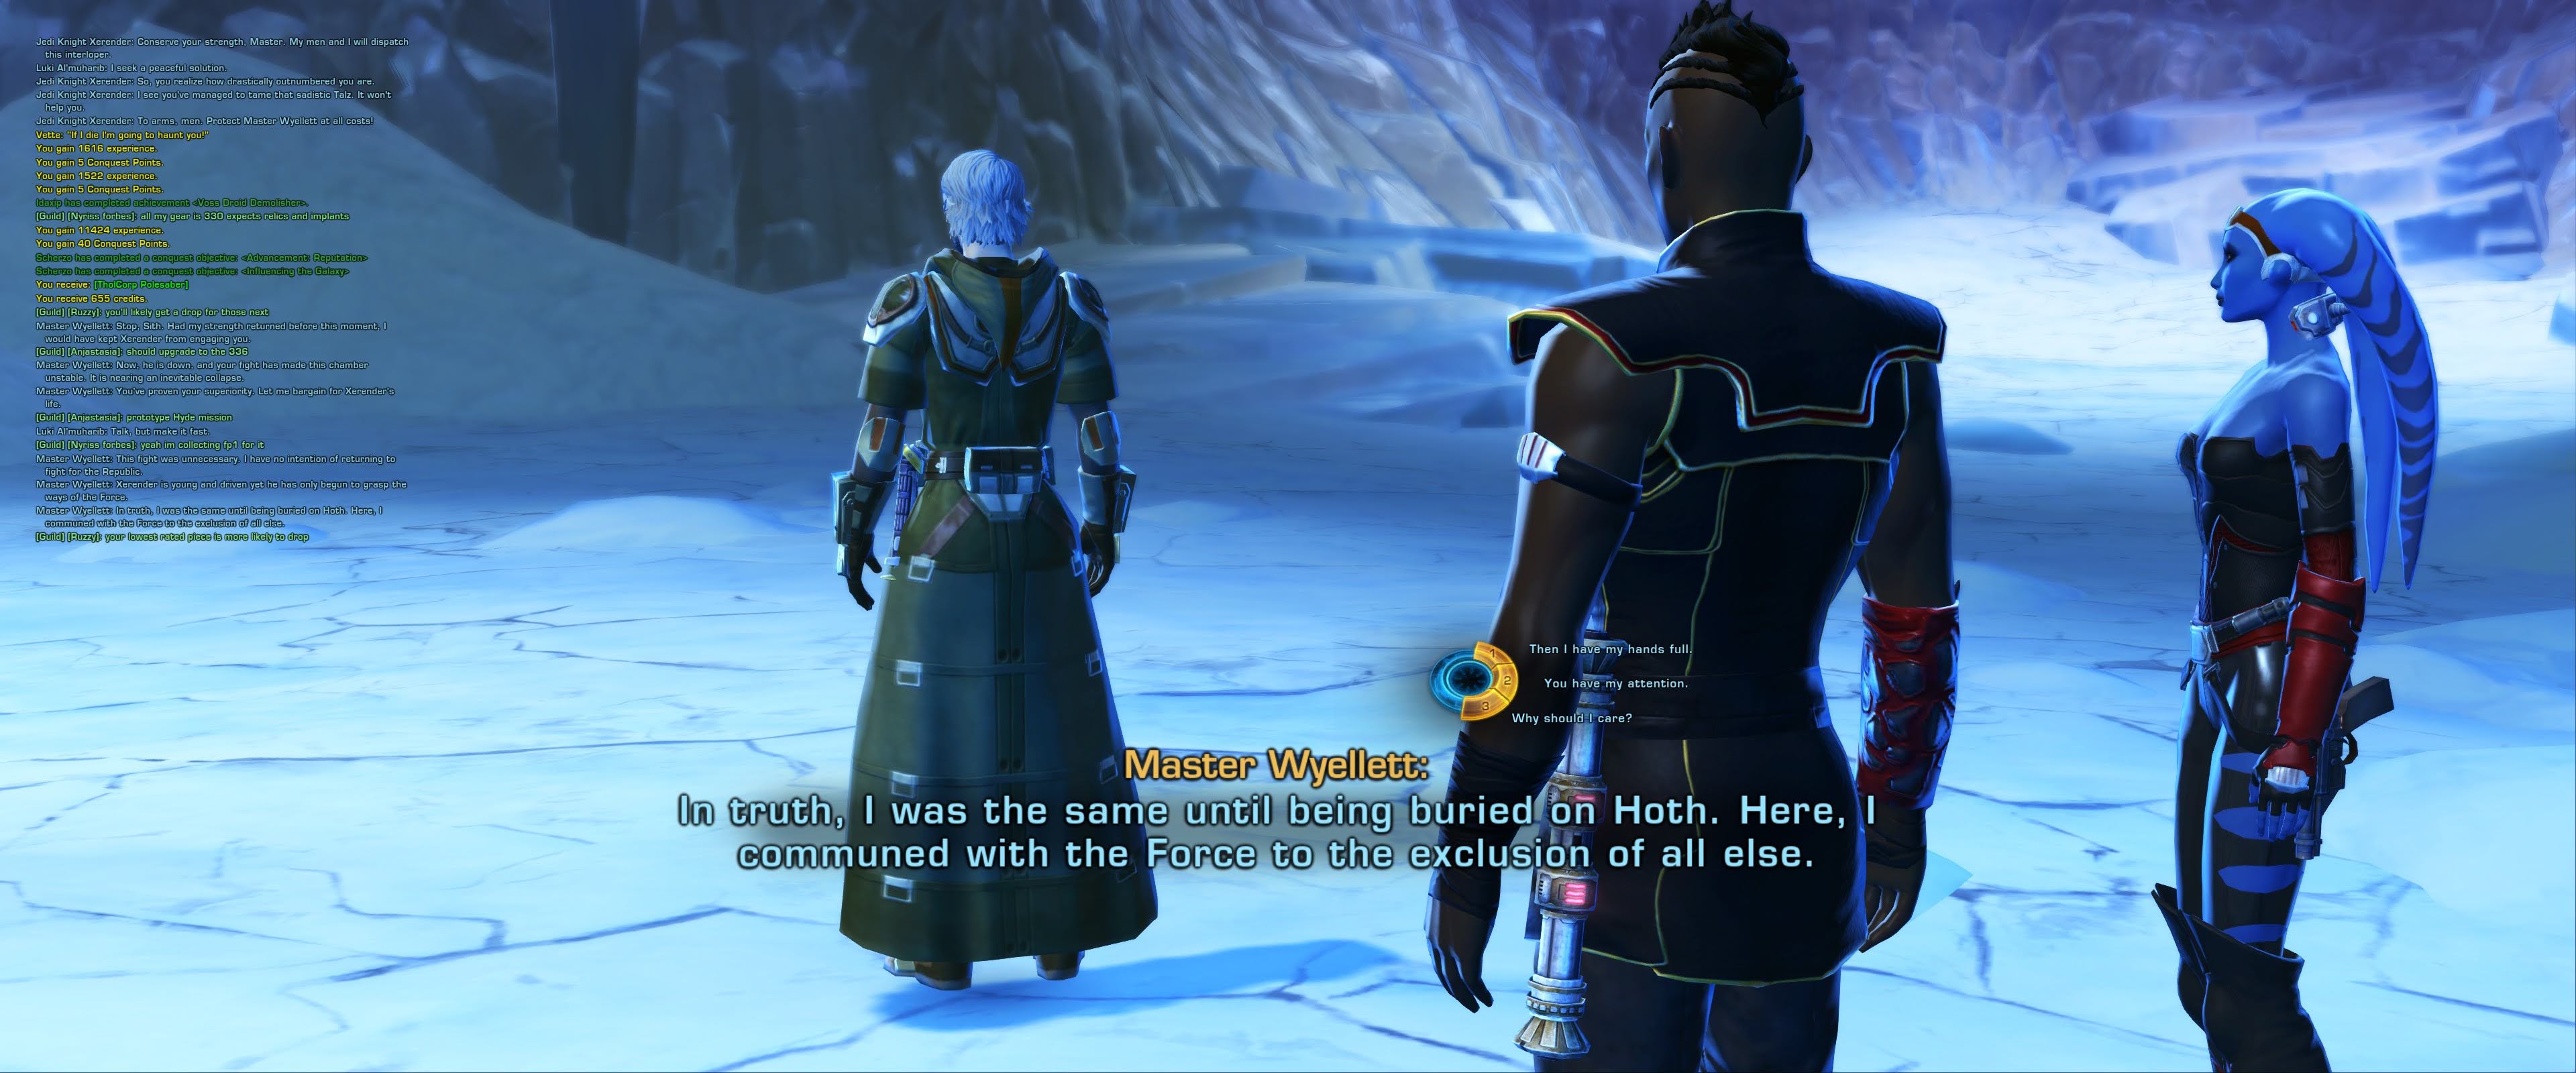 Jedi Knight Xerender: Conserve your strength, Master. My men and I will dispatch
this interloper.
Luki Al'muharib: I seek a peaceful solution.
Jedi Knight Xerender: So, you realize how drastically outnumbered you are.
Jedi Knight Xerender: I see you've managed to tame that sadistic Talz. It won't
help you.
Jedi Knight Xerender: To arms, men. Protect Master Wyellett at all costs!
Vette: "If I die I'm going to haunt you!"
You gain 1616 experience.
You gain 5 Conquest Points.
You gain 1522 experience.
You gain 5 Conquest Points.
Idaxip has completed achievement <Voss Droid Demolisher>.
[Guild] [Nyriss forbes]: all my gear is 330 expects relics and implants
You gain 11424 experience.
You gain 40 Conquest Points.
Scherzo has completed a conquest objective: <Advancement: Reputation>
Scherzo has completed a conquest objective: <Influencing the Galaxy>
You receive: [TholCorp Polesaber]
You receive 655 credits.
[Guild] [Ruzzy]: you'll likely get a drop for those next
Master Wyellett: Stop, Sith. Had my strength returned before this moment, I
would have kept Xerender from engaging you.
[Guild] [Anjastasia]: should upgrade to the 336
Master Wyellett: Now, he is down, and your fight has made this chamber
unstable. It is nearing an inevitable collapse.
Master Wyellett: You've proven your superiority. Let me bargain for Xerender's
life.
[Guild] [Anjastasia]: prototype Hyde mission
Luki Al'muharib: Talk, but make it fast.
[Guild] [Nyriss forbes]: yeah im collecting fp1 for it
Master Wyellett: This fight was unnecessary. I have no intention of returning to
fight for the Republic.
Master Wyellett: Xerender is young and driven yet he has only begun to grasp the
ways of the Force.
Master Wyellett: In truth, I was the same until being buried on Hoth. Here, I
communed with the Force to the exclusion of all else.
[Guild] [Ruzzy]: your lowest rated piece is more likely to drop
1 Then I have my hands full.
2 You have my attention.
3 Why should I care?
Master Wyellett:
In truth, I was the same until being buried on Hoth. Here, I
communed with the Force to the exclusion of all else.